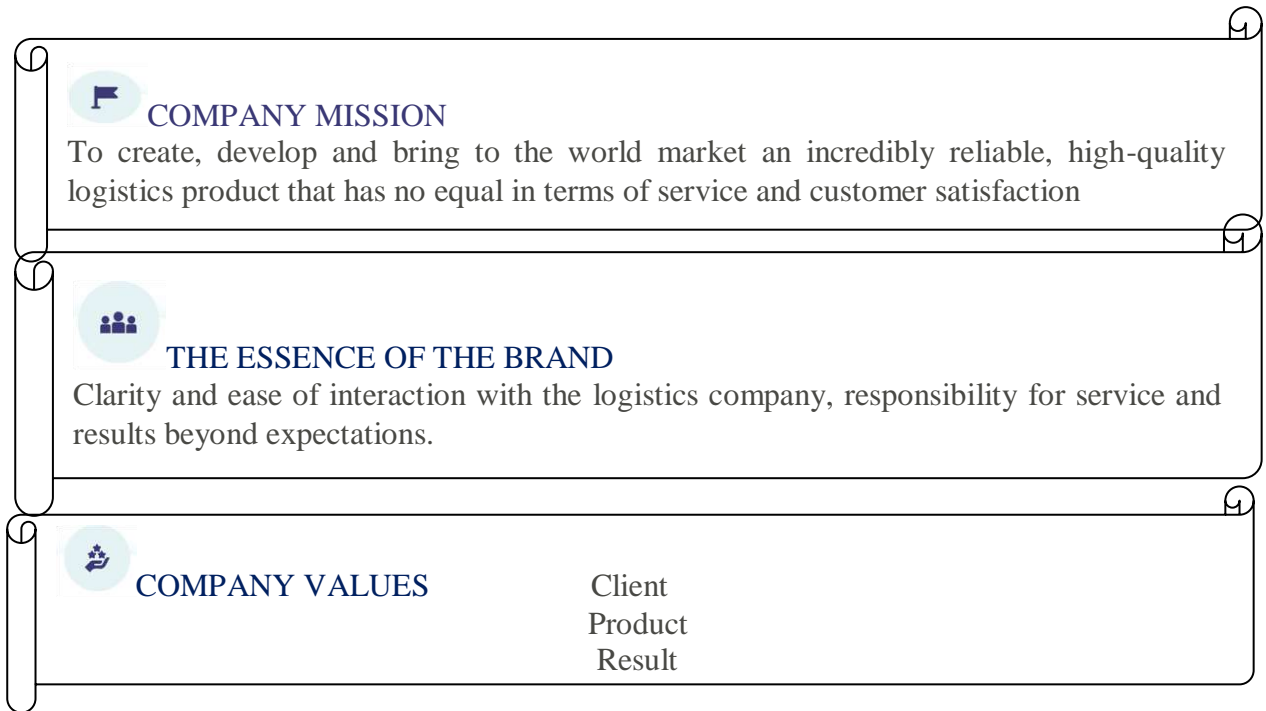 COMPANY MISSION
To create, develop and bring to the world market an incredibly reliable, high-quality
logistics product that has no equal in terms of service and customer satisfaction
THE ESSENCE OF THE BRAND
Clarity and ease of interaction with the logistics company, responsibility for service and
results beyond expectations.
COMPANY VALUES Client
Product
Result